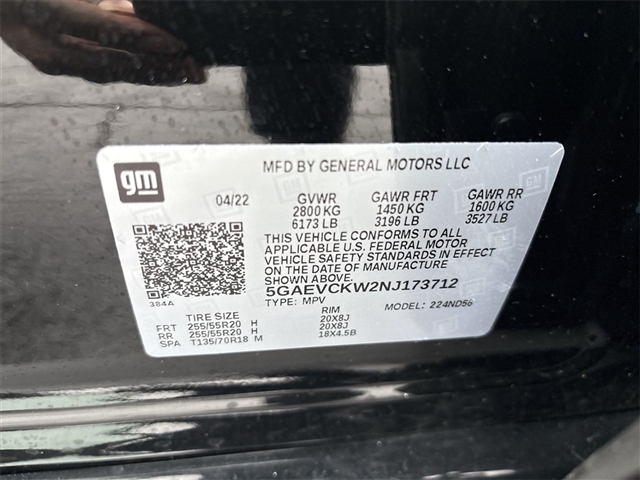 gm
MFD BY GENERAL MOTORS LLC
04/22 GVWR GAWR FRT GAWR RR
2800 KG 1450 KG 1600 KG
6173 LB 3196 LB 3527 LB
THIS VEHICLE CONFORMS TO ALL
APPLICABLE U.S. FEDERAL MOTOR
VEHICLE SAFETY STANDARDS IN EFFECT
ON THE DATE OF MANUFACTURE
SHOWN ABOVE.
384A 5GAEVCKW2NJ173712
TYPE: MPV MODEL: 224ND56
TIRE SIZE RIM
FRT 255/55R20 H 20X8J
RR 255/55R20 H 20X8J
SPA T135/70R18 M 18X4.5B